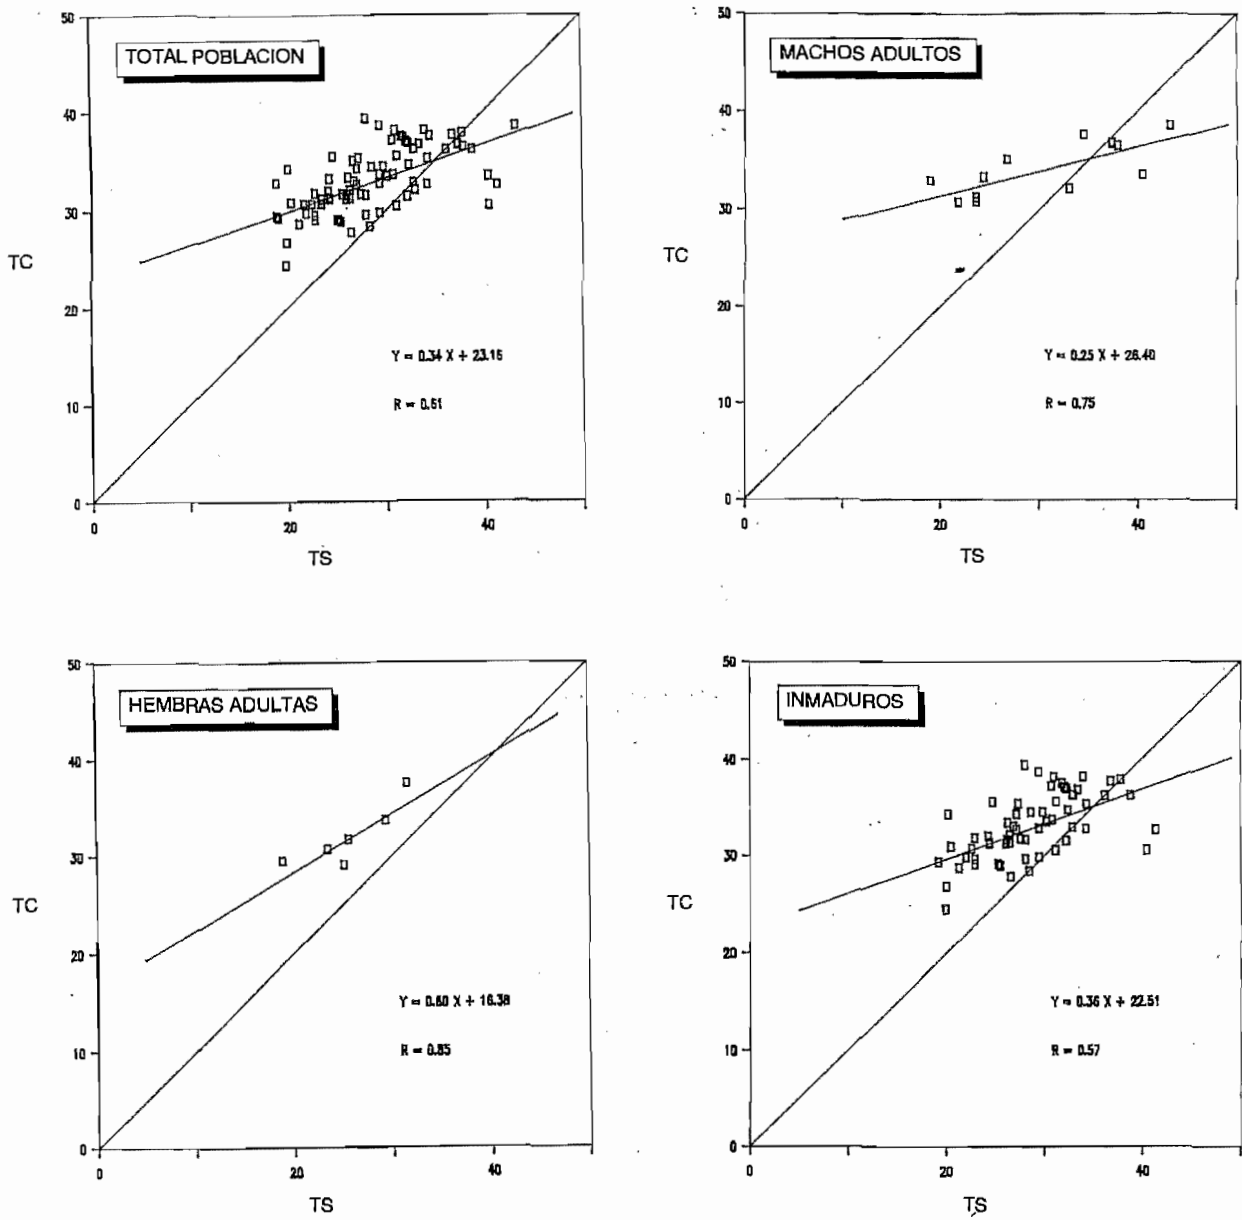 TOTAL POBLACION
50
40
30
20
10
0
TC
Y = 0.34 X + 23.16
R = 0.61
0
20
40
TS
MACHOS ADULTOS
50
40
30
20
10
0
TC
Y = 0.25 X + 26.40
R = 0.75
0
20
40
TS
HEMBRAS ADULTAS
50
40
30
20
10
0
TC
Y = 0.60 X + 16.38
R = 0.85
0
20
40
TS
INMADUROS
50
40
30
20
10
0
TC
Y = 0.36 X + 22.51
R = 0.57
0
20
40
TS